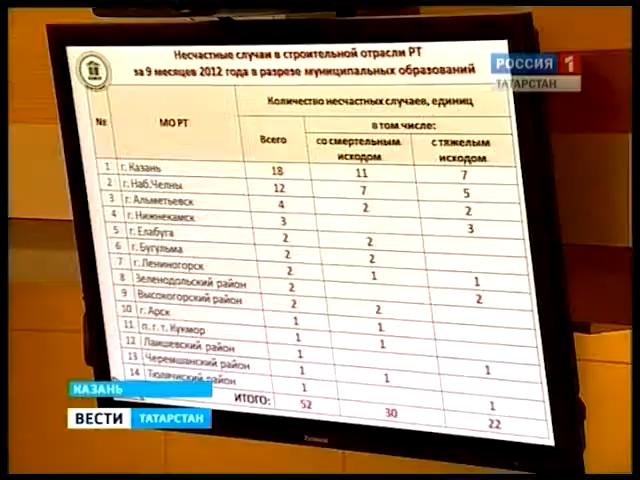 Несчастные случаи в строительной отрасли РТ
за 9 месяцев 2012 года в разрезе муниципальных образований
РОССИЯ 1
ТАТАРСТАН
№ МО РТ Количество несчастных случаев, единиц
Всего в том числе:
со смертельным исходом с тяжелым исходом
1 г. Казань 18 11 7
2 г. Наб.Челны 12 7 5
3 г. Альметьевск 4 2 2
4 г. Нижнекамск 3 3
5 г. Елабуга 2 2
6 г. Бугульма 2 2
7 г. Лениногорск 2 1 1
8 Зеленодольский район 2 2
9 Высокогорский район 2 2
10 г. Арск 1 1
11 п.г.т. Кукмор 1 1
12 Лаишевский район 1 1
13 Черемшанский район 1 1
14 Тюлячиский район 1 1
ИТОГО: 52 30 22
КАЗАНЬ
ВЕСТИ ТАТАРСТАН